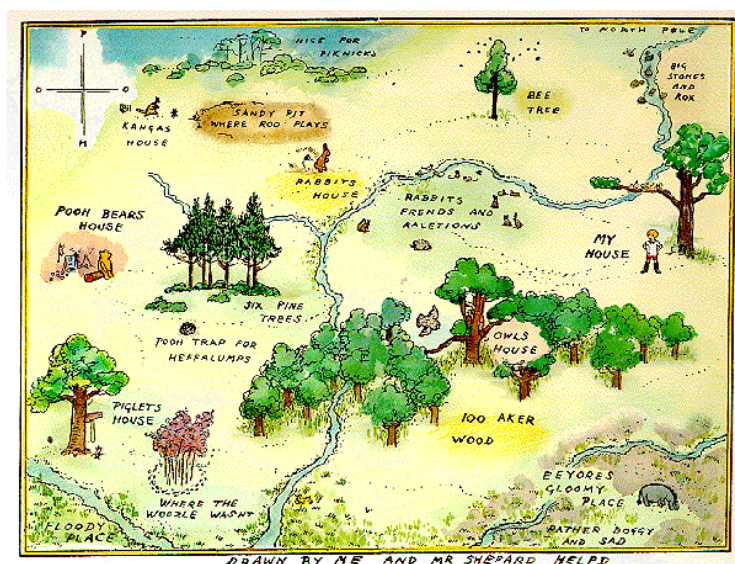 NICE FOR
PIKNICKS
TO NORTH POLE
BIG
STONES
AND
ROX
P
O
O
H
BEE
TREE
KANGAS
HOUSE
SANDY PIT
WHERE ROO PLAYS
RABBITS
HOUSE
RABBITS
FRENDS AND
RALETIONS
POOH BEARS
HOUSE
MY
HOUSE
SIX PINE
TREES
POOH TRAP FOR
HEFFALUMPS
OWLS
HOUSE
PIGLETS
HOUSE
100 AKER
WOOD
WHERE THE
WOOZLE WASNT
EEYORES
GLOOMY
PLACE
FLOODY
PLACE
RATHER BOGGY
AND SAD
DRAWN BY ME AND MR SHEPARD HELPD